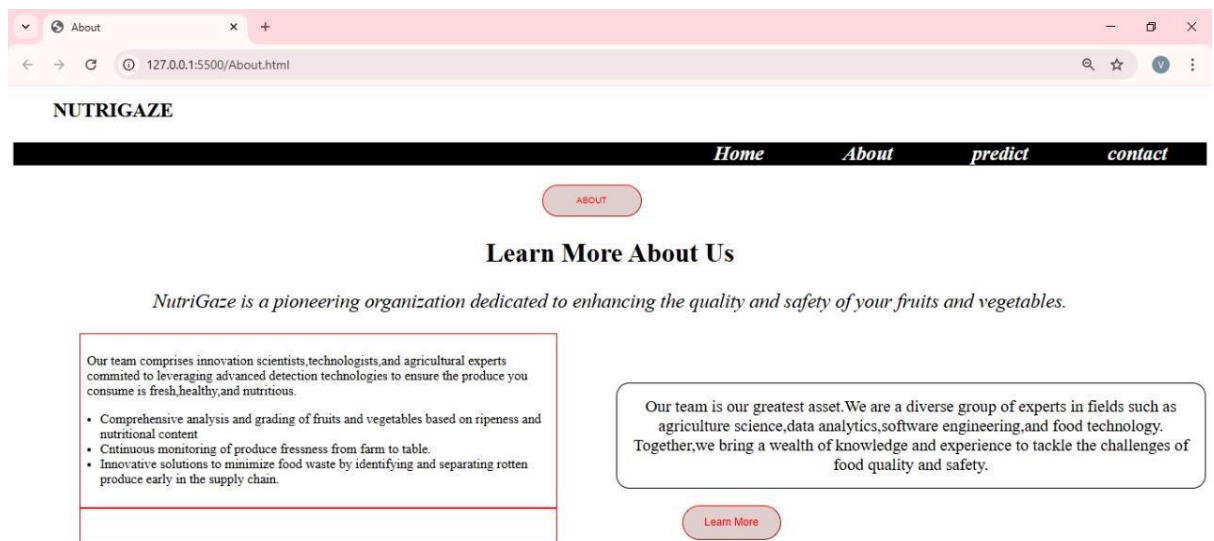 About
127.0.0.1:5500/About.html
V
NUTRIGAZE
Home About predict contact
ABOUT
Learn More About Us
NutriGaze is a pioneering organization dedicated to enhancing the quality and safety of your fruits and vegetables.
Our team comprises innovation scientists,technologists,and agricultural experts
commited to leveraging advanced detection technologies to ensure the produce you
consume is fresh,healthy,and nutritious.
• Comprehensive analysis and grading of fruits and vegetables based on ripeness and
nutritional content
• Cntinuous monitoring of produce fressness from farm to table.
• Innovative solutions to minimize food waste by identifying and separating rotten
produce early in the supply chain.
Our team is our greatest asset.We are a diverse group of experts in fields such as
agriculture science,data analytics,software engineering,and food technology.
Together,we bring a wealth of knowledge and experience to tackle the challenges of
food quality and safety.
Learn More